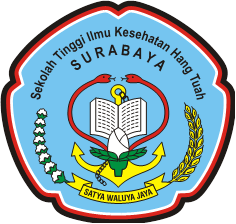 Sekolah Tinggi Ilmu Kesehatan Hang Tuah
SURABAYA
SATYA WALUYA JAYA